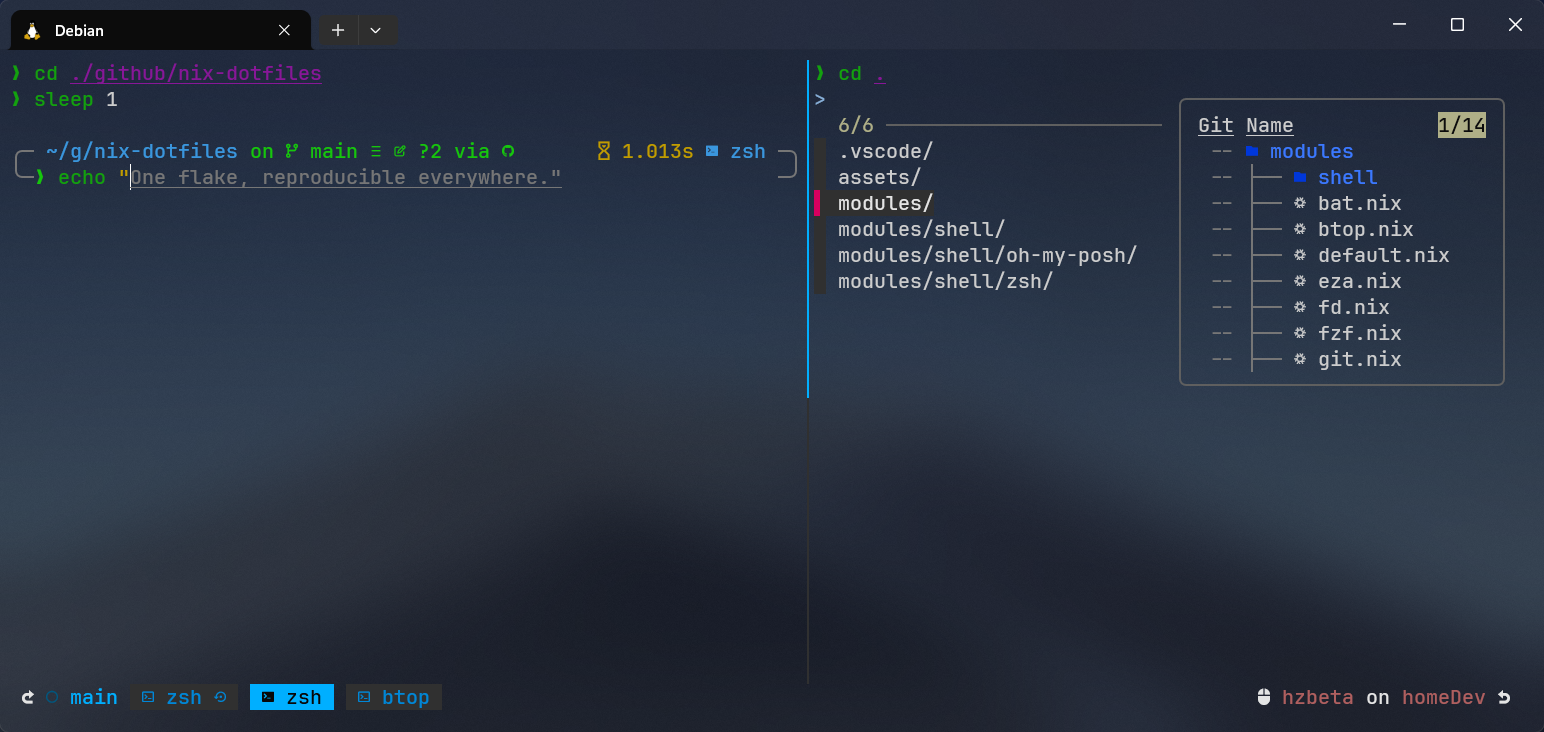 Debian
❱ cd ./github/nix-dotfiles
❱ sleep 1
~/g/nix-dotfiles on main ≡ ?2 via
1.013s zsh
❱ echo "One flake, reproducible everywhere."
❱ cd .
>
6/6
.vscode/
assets/
modules/
modules/shell/
modules/shell/oh-my-posh/
modules/shell/zsh/
Git Name 1/14
-- modules
-- shell
-- bat.nix
-- btop.nix
-- default.nix
-- eza.nix
-- fd.nix
-- fzf.nix
-- git.nix
main zsh zsh btop
hzbeta on homeDev